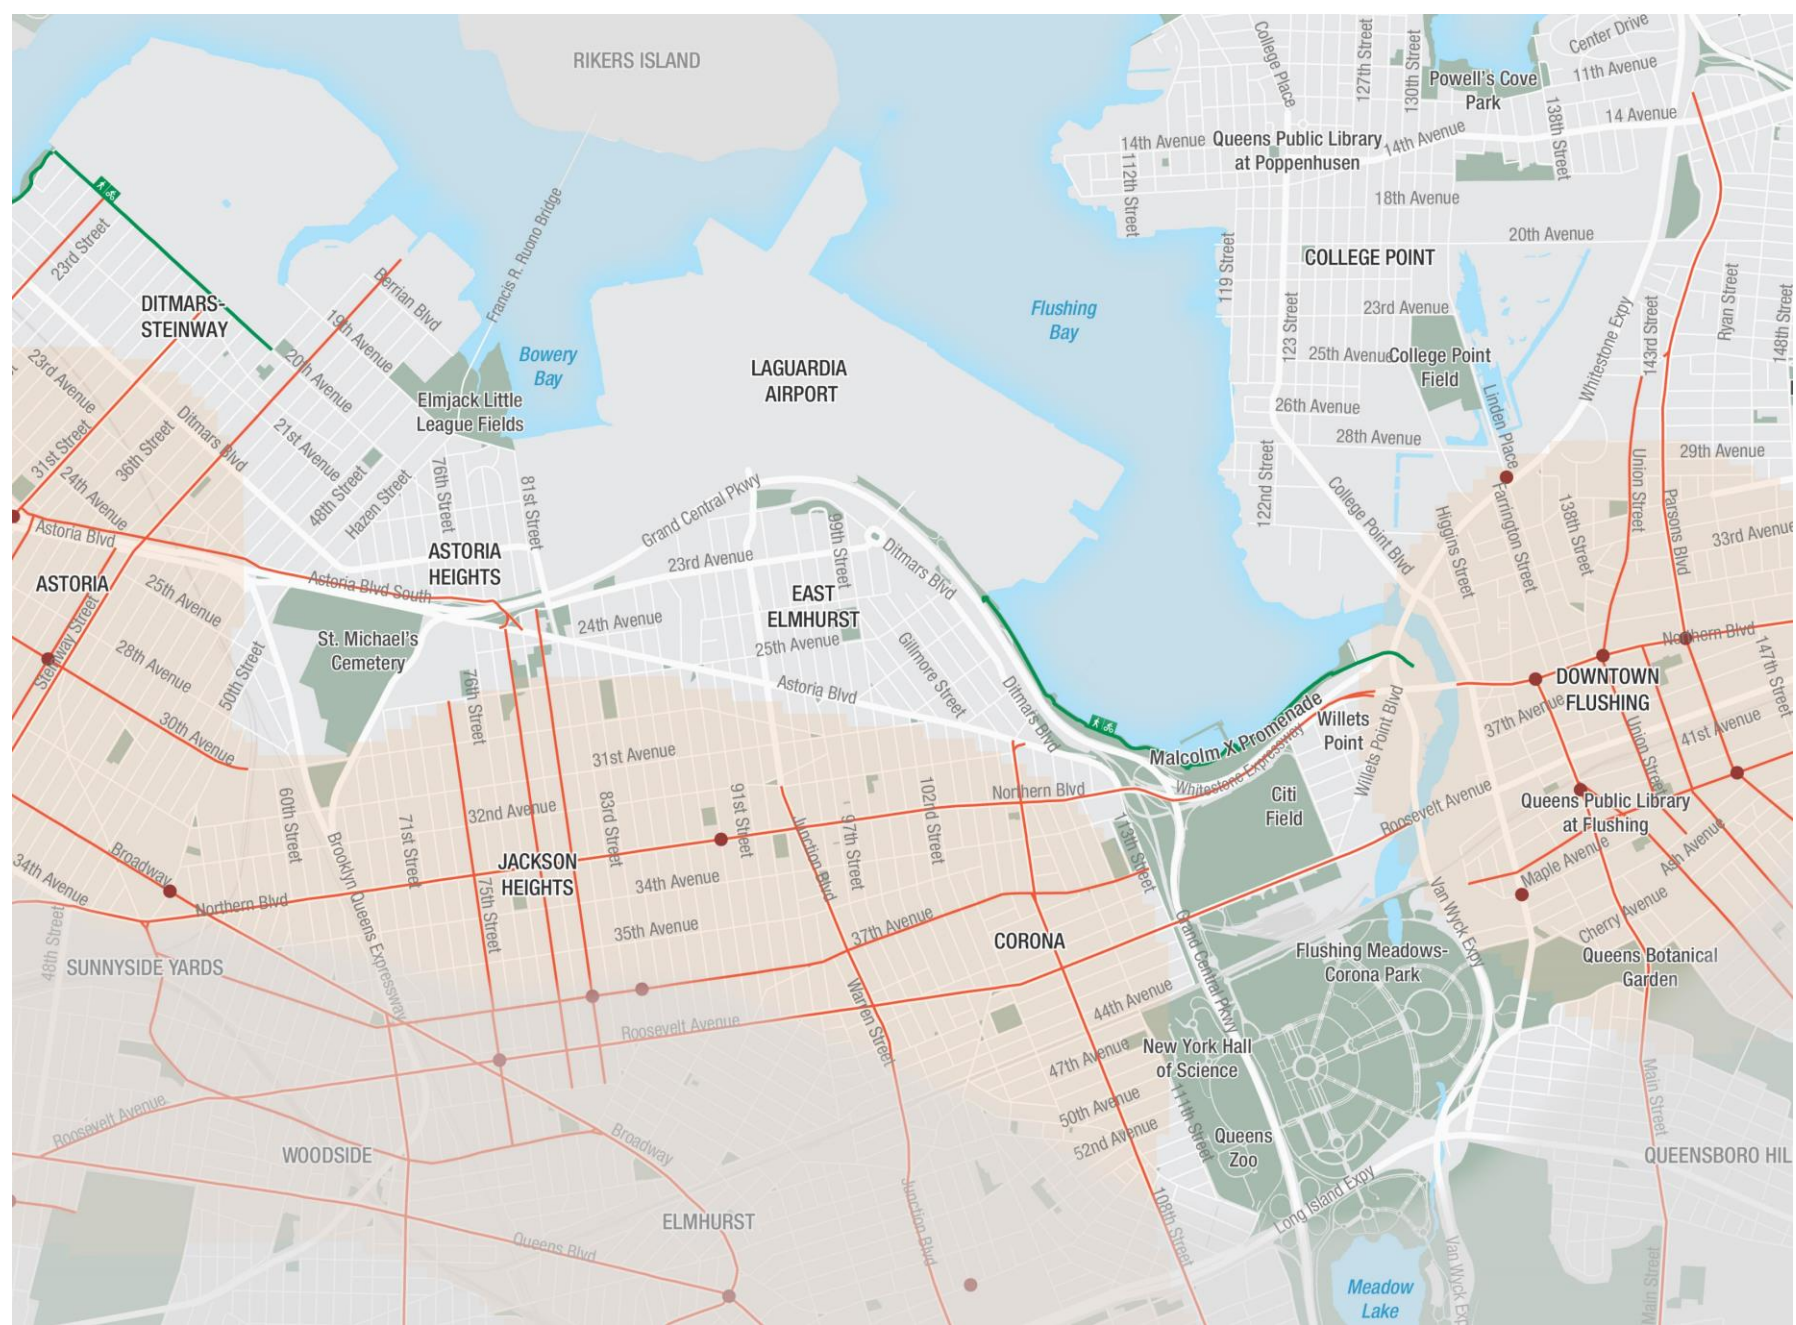 RIKERS ISLAND
College Place
127th Street
130th Street
Center Drive
11th Avenue
Powell's Cove
Park
14 Avenue
138th Street
14th Avenue
Queens Public Library
at Poppenhusen
14th Avenue
112th Street
18th Avenue
20th Avenue
119 Street
COLLEGE POINT
23rd Street
Francis R. Ruono Bridge
DITMARS-
STEINWAY
Berrian Blvd
19th Avenue
Flushing
Bay
Bowery
Bay
LAGUARDIA
AIRPORT
123 Street
23rd Avenue
25th Avenue
College Point
Field
Linden Place
Whitestone Expy
143rd Street
Ryan Street
148th Street
23rd Avenue
20th Avenue
Ditmars Blvd
Elmjack Little
League Fields
26th Avenue
28th Avenue
31st Street
36th Street
21st Avenue
24th Avenue
48th Street
Hazen Street
76th Street
81st Street
Grand Central Pkwy
122nd Street
College Point Blvd
Higgins Street
Farrington Street
138th Street
Union Street
Parsons Blvd
29th Avenue
33rd Avenue
Astoria Blvd
ASTORIA
25th Avenue
Astoria Blvd South
ASTORIA
HEIGHTS
23rd Avenue
99th Street
Ditmars Blvd
EAST
ELMHURST
24th Avenue
25th Avenue
Gillmore Street
Steinway Street
28th Avenue
50th Street
St. Michael's
Cemetery
30th Avenue
76th Street
Astoria Blvd
Ditmars Blvd
Northern Blvd
147th Street
DOWNTOWN
FLUSHING
37th Avenue
Union Street
41st Avenue
Willets
Point
Willets Point Blvd
Malcolm X Promenade
Whitestone Expressway
31st Avenue
32nd Avenue
60th Street
71st Street
83rd Street
91st Street
102nd Street
Northern Blvd
Citi
Field
Roosevelt Avenue
Queens Public Library
at Flushing
Junction Blvd
97th Street
113th Street
Brooklyn Queens Expressway
Broadway
34th Avenue
Northern Blvd
JACKSON
HEIGHTS
75th Street
34th Avenue
35th Avenue
37th Avenue
CORONA
Maple Avenue
Ash Avenue
Cherry Avenue
Van Wyck Expy
Queens Botanical
Garden
48th Street
SUNNYSIDE YARDS
Grand Central Pkwy
Flushing Meadows-
Corona Park
Warren Street
Roosevelt Avenue
44th Avenue
47th Avenue
New York Hall
of Science
50th Avenue
52nd Avenue
111th Street
Queens
Zoo
Main Street
Roosevelt Avenue
WOODSIDE
Broadway
QUEENSBORO HIL
ELMHURST
Junction Blvd
108th Street
Long Island Expy
Queens Blvd
Van Wyck Exp
Main Street
Meadow
Lake